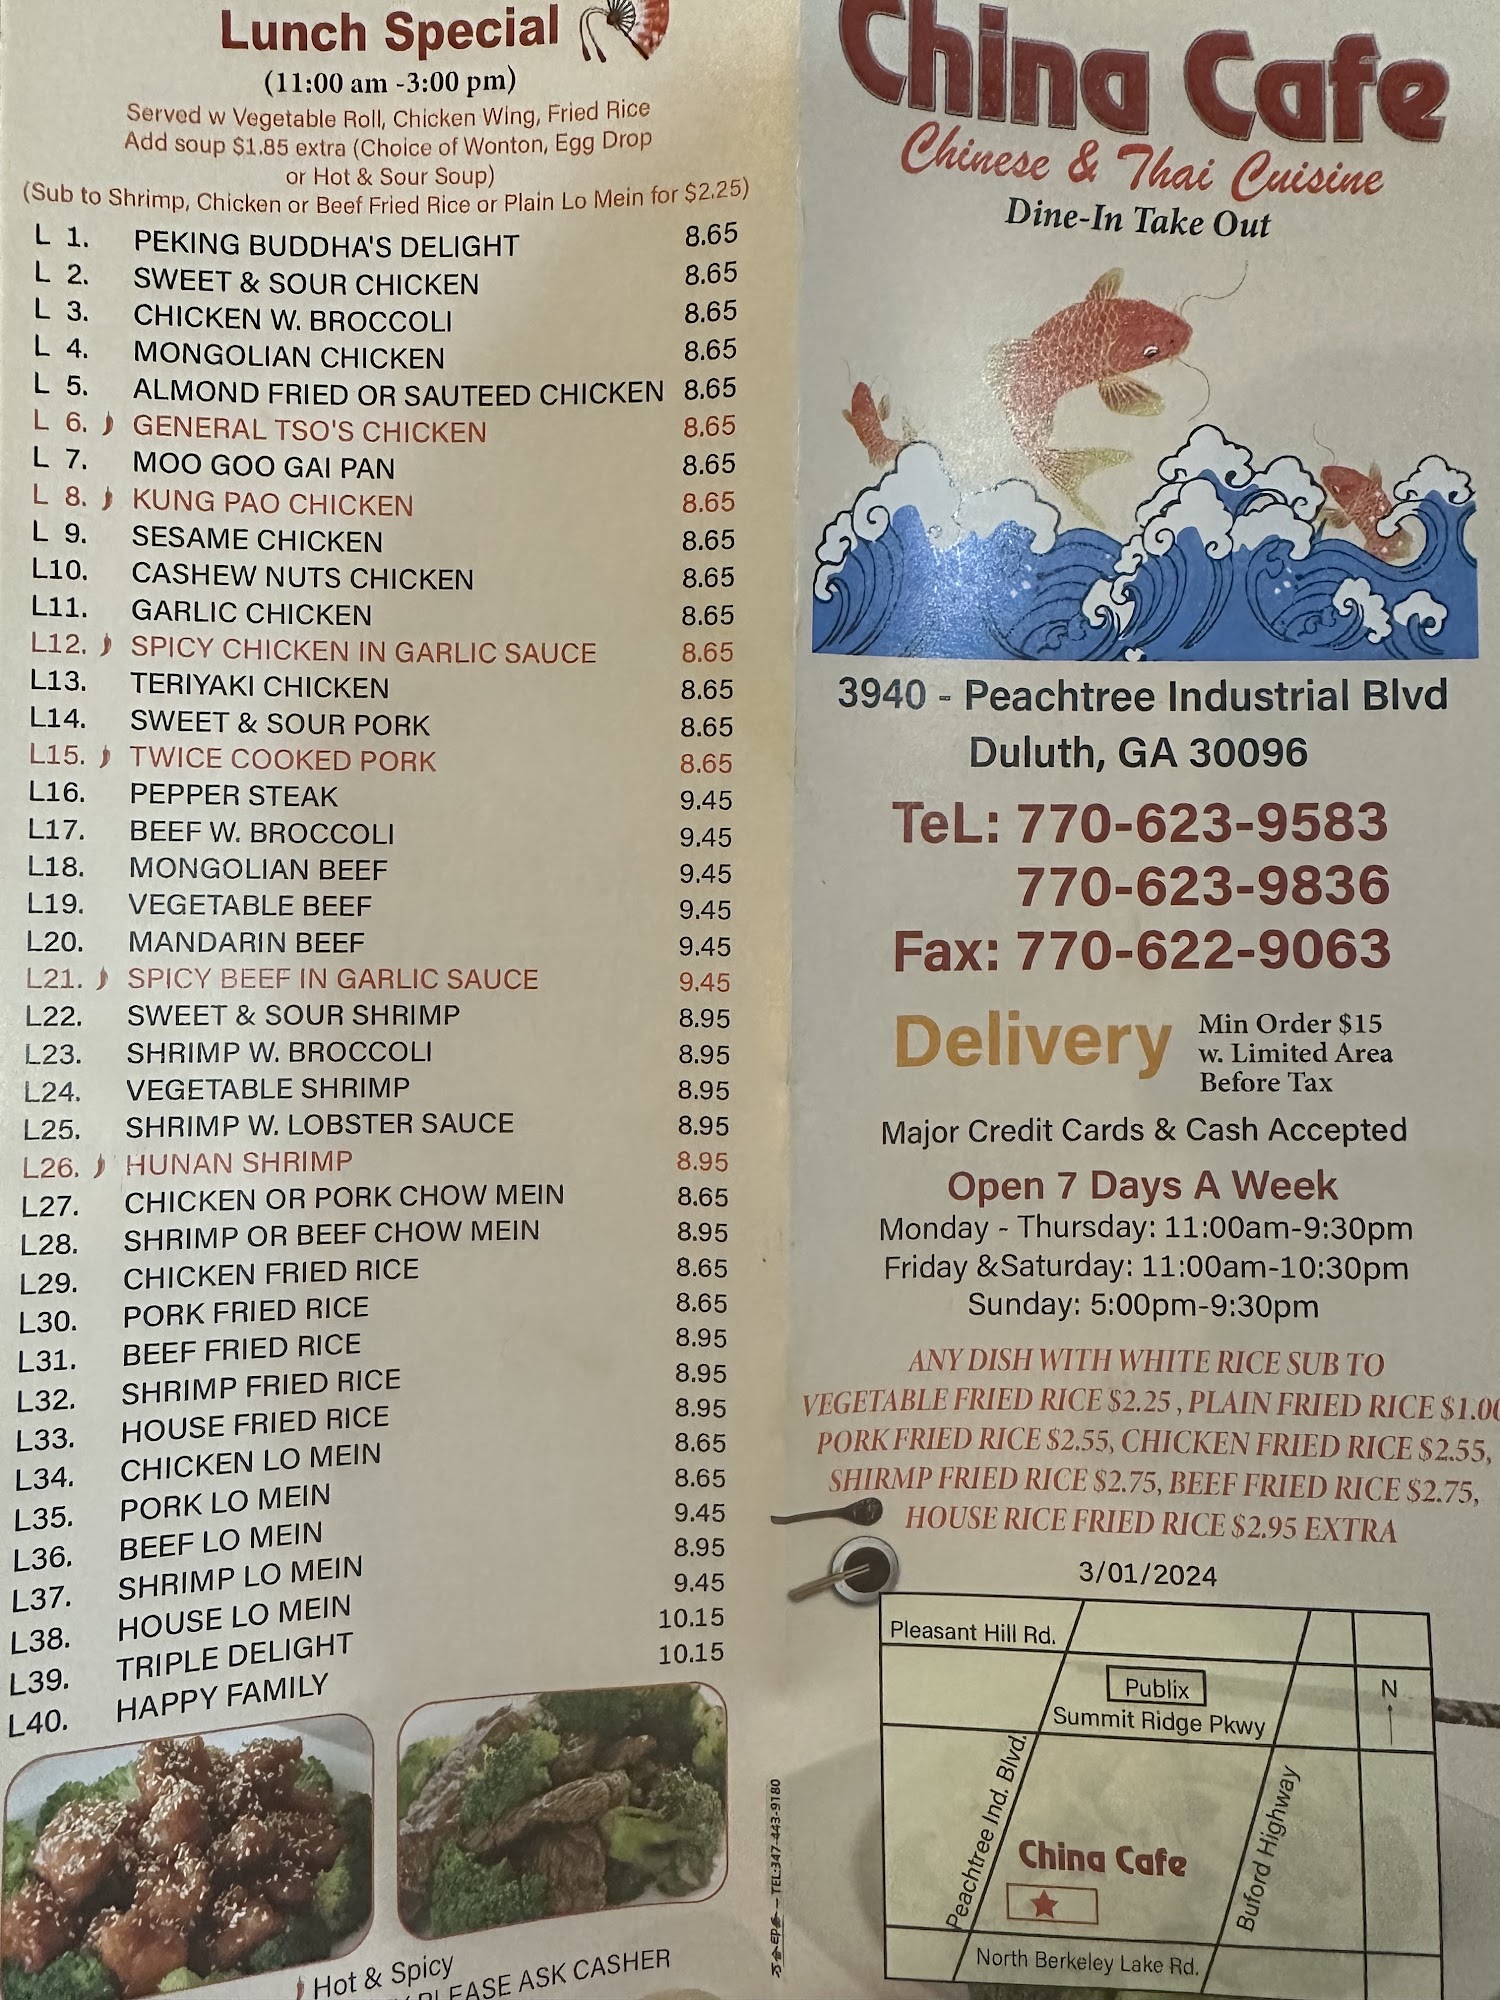 Lunch Special
(11:00 am -3:00 pm)
Served w Vegetable Roll, Chicken Wing, Fried Rice
Add soup $1.85 extra (Choice of Wonton, Egg Drop
or Hot & Sour Soup)
(Sub to Shrimp, Chicken or Beef Fried Rice or Plain Lo Mein for $2.25)
L 1. PEKING BUDDHA'S DELIGHT 8.65
L 2. SWEET & SOUR CHICKEN 8.65
L 3. CHICKEN W. BROCCOLI 8.65
L 4. MONGOLIAN CHICKEN 8.65
L 5. ALMOND FRIED OR SAUTEED CHICKEN 8.65
L 6. GENERAL TSO'S CHICKEN 8.65
L 7. MOO GOO GAI PAN 8.65
L 8. KUNG PAO CHICKEN 8.65
L 9. SESAME CHICKEN 8.65
L10. CASHEW NUTS CHICKEN 8.65
L11. GARLIC CHICKEN 8.65
L12. SPICY CHICKEN IN GARLIC SAUCE 8.65
L13. TERIYAKI CHICKEN 8.65
L14. SWEET & SOUR PORK 8.65
L15. TWICE COOKED PORK 8.65
L16. PEPPER STEAK 9.45
L17. BEEF W. BROCCOLI 9.45
L18. MONGOLIAN BEEF 9.45
L19. VEGETABLE BEEF 9.45
L20. MANDARIN BEEF 9.45
L21. SPICY BEEF IN GARLIC SAUCE 9.45
L22. SWEET & SOUR SHRIMP 8.95
L23. SHRIMP W. BROCCOLI 8.95
L24. VEGETABLE SHRIMP 8.95
L25. SHRIMP W. LOBSTER SAUCE 8.95
L26. HUNAN SHRIMP 8.95
L27. CHICKEN OR PORK CHOW MEIN 8.65
L28. SHRIMP OR BEEF CHOW MEIN 8.95
L29. CHICKEN FRIED RICE 8.65
L30. PORK FRIED RICE 8.65
L31. BEEF FRIED RICE 8.95
L32. SHRIMP FRIED RICE 8.95
L33. HOUSE FRIED RICE 8.95
L34. CHICKEN LO MEIN 8.65
L35. PORK LO MEIN 8.65
L36. BEEF LO MEIN 9.45
L37. SHRIMP LO MEIN 8.95
L38. HOUSE LO MEIN 9.45
L39. TRIPLE DELIGHT 10.15
L40. HAPPY FAMILY 10.15
Hot & Spicy
PLEASE ASK CASHER
TEL:347-443-9180
China Cafe
Chinese & Thai Cuisine
Dine-In Take Out
3940 - Peachtree Industrial Blvd
Duluth, GA 30096
TeL: 770-623-9583
770-623-9836
Fax: 770-622-9063
Delivery
Min Order $15
w. Limited Area
Before Tax
Major Credit Cards & Cash Accepted
Open 7 Days A Week
Monday - Thursday: 11:00am-9:30pm
Friday &Saturday: 11:00am-10:30pm
Sunday: 5:00pm-9:30pm
ANY DISH WITH WHITE RICE SUB TO
VEGETABLE FRIED RICE $2.25 , PLAIN FRIED RICE $1.00
PORK FRIED RICE $2.55, CHICKEN FRIED RICE $2.55,
SHIRMP FRIED RICE $2.75, BEEF FRIED RICE $2.75,
HOUSE RICE FRIED RICE $2.95 EXTRA
3/01/2024
Pleasant Hill Rd.
Publix
Summit Ridge Pkwy
N
Peachtree Ind. Blvd.
Buford Highway
China Cafe
North Berkeley Lake Rd.